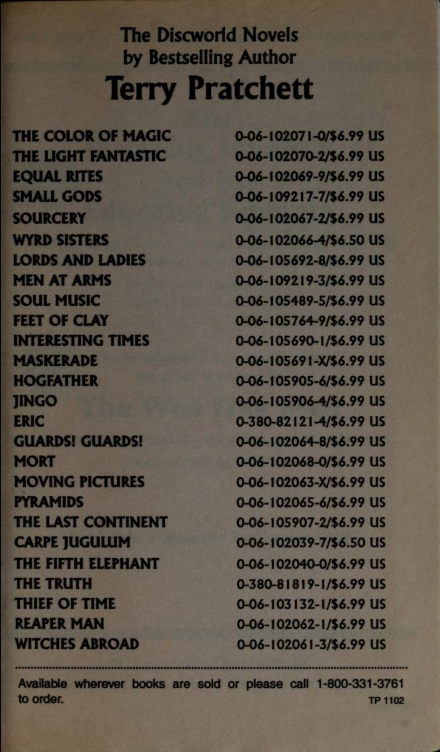 The Discworld Novels
by Bestselling Author
Terry Pratchett
THE COLOR OF MAGIC 0-06-102071-0/$6.99 US
THE LIGHT FANTASTIC 0-06-102070-2/$6.99 US
EQUAL RITES 0-06-102069-9/$6.99 US
SMALL GODS 0-06-109217-7/$6.99 US
SOURCERY 0-06-102067-2/$6.99 US
WYRD SISTERS 0-06-102066-4/$6.50 US
LORDS AND LADIES 0-06-105692-8/$6.99 US
MEN AT ARMS 0-06-109219-3/$6.99 US
SOUL MUSIC 0-06-105489-5/$6.99 US
FEET OF CLAY 0-06-105764-9/$6.99 US
INTERESTING TIMES 0-06-105690-1/$6.99 US
MASKERADE 0-06-105691-X/$6.99 US
HOGFATHER 0-06-105905-6/$6.99 US
JINGO 0-06-105906-4/$6.99 US
ERIC 0-380-82121-4/$6.99 US
GUARDS! GUARDS! 0-06-102064-8/$6.99 US
MORT 0-06-102068-0/$6.99 US
MOVING PICTURES 0-06-102063-X/$6.99 US
PYRAMIDS 0-06-102065-6/$6.99 US
THE LAST CONTINENT 0-06-105907-2/$6.99 US
CARPE JUGULUM 0-06-102039-7/$6.50 US
THE FIFTH ELEPHANT 0-06-102040-0/$6.99 US
THE TRUTH 0-380-81819-1/$6.99 US
THIEF OF TIME 0-06-103132-1/$6.99 US
REAPER MAN 0-06-102062-1/$6.99 US
WITCHES ABROAD 0-06-102061-3/$6.99 US
Available wherever books are sold or please call 1-800-331-3761
to order. TP 1102